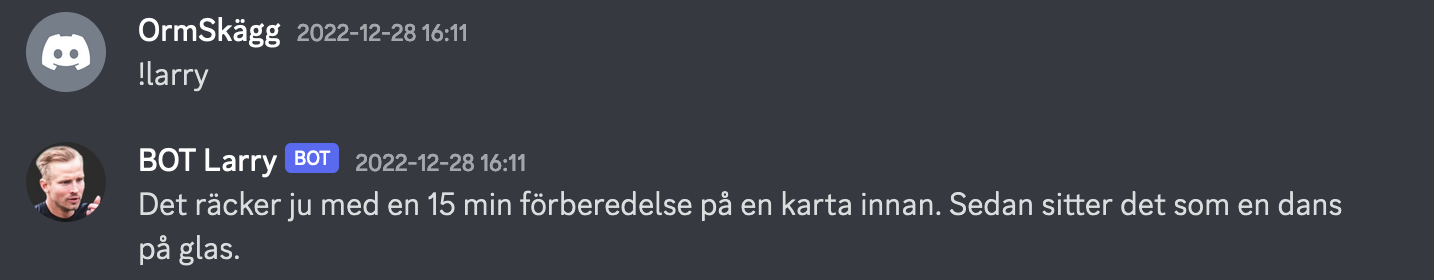 OrmSkägg 2022-12-28 16:11
!larry
BOT Larry BOT 2022-12-28 16:11
Det räcker ju med en 15 min förberedelse på en karta innan. Sedan sitter det som en dans
på glas.